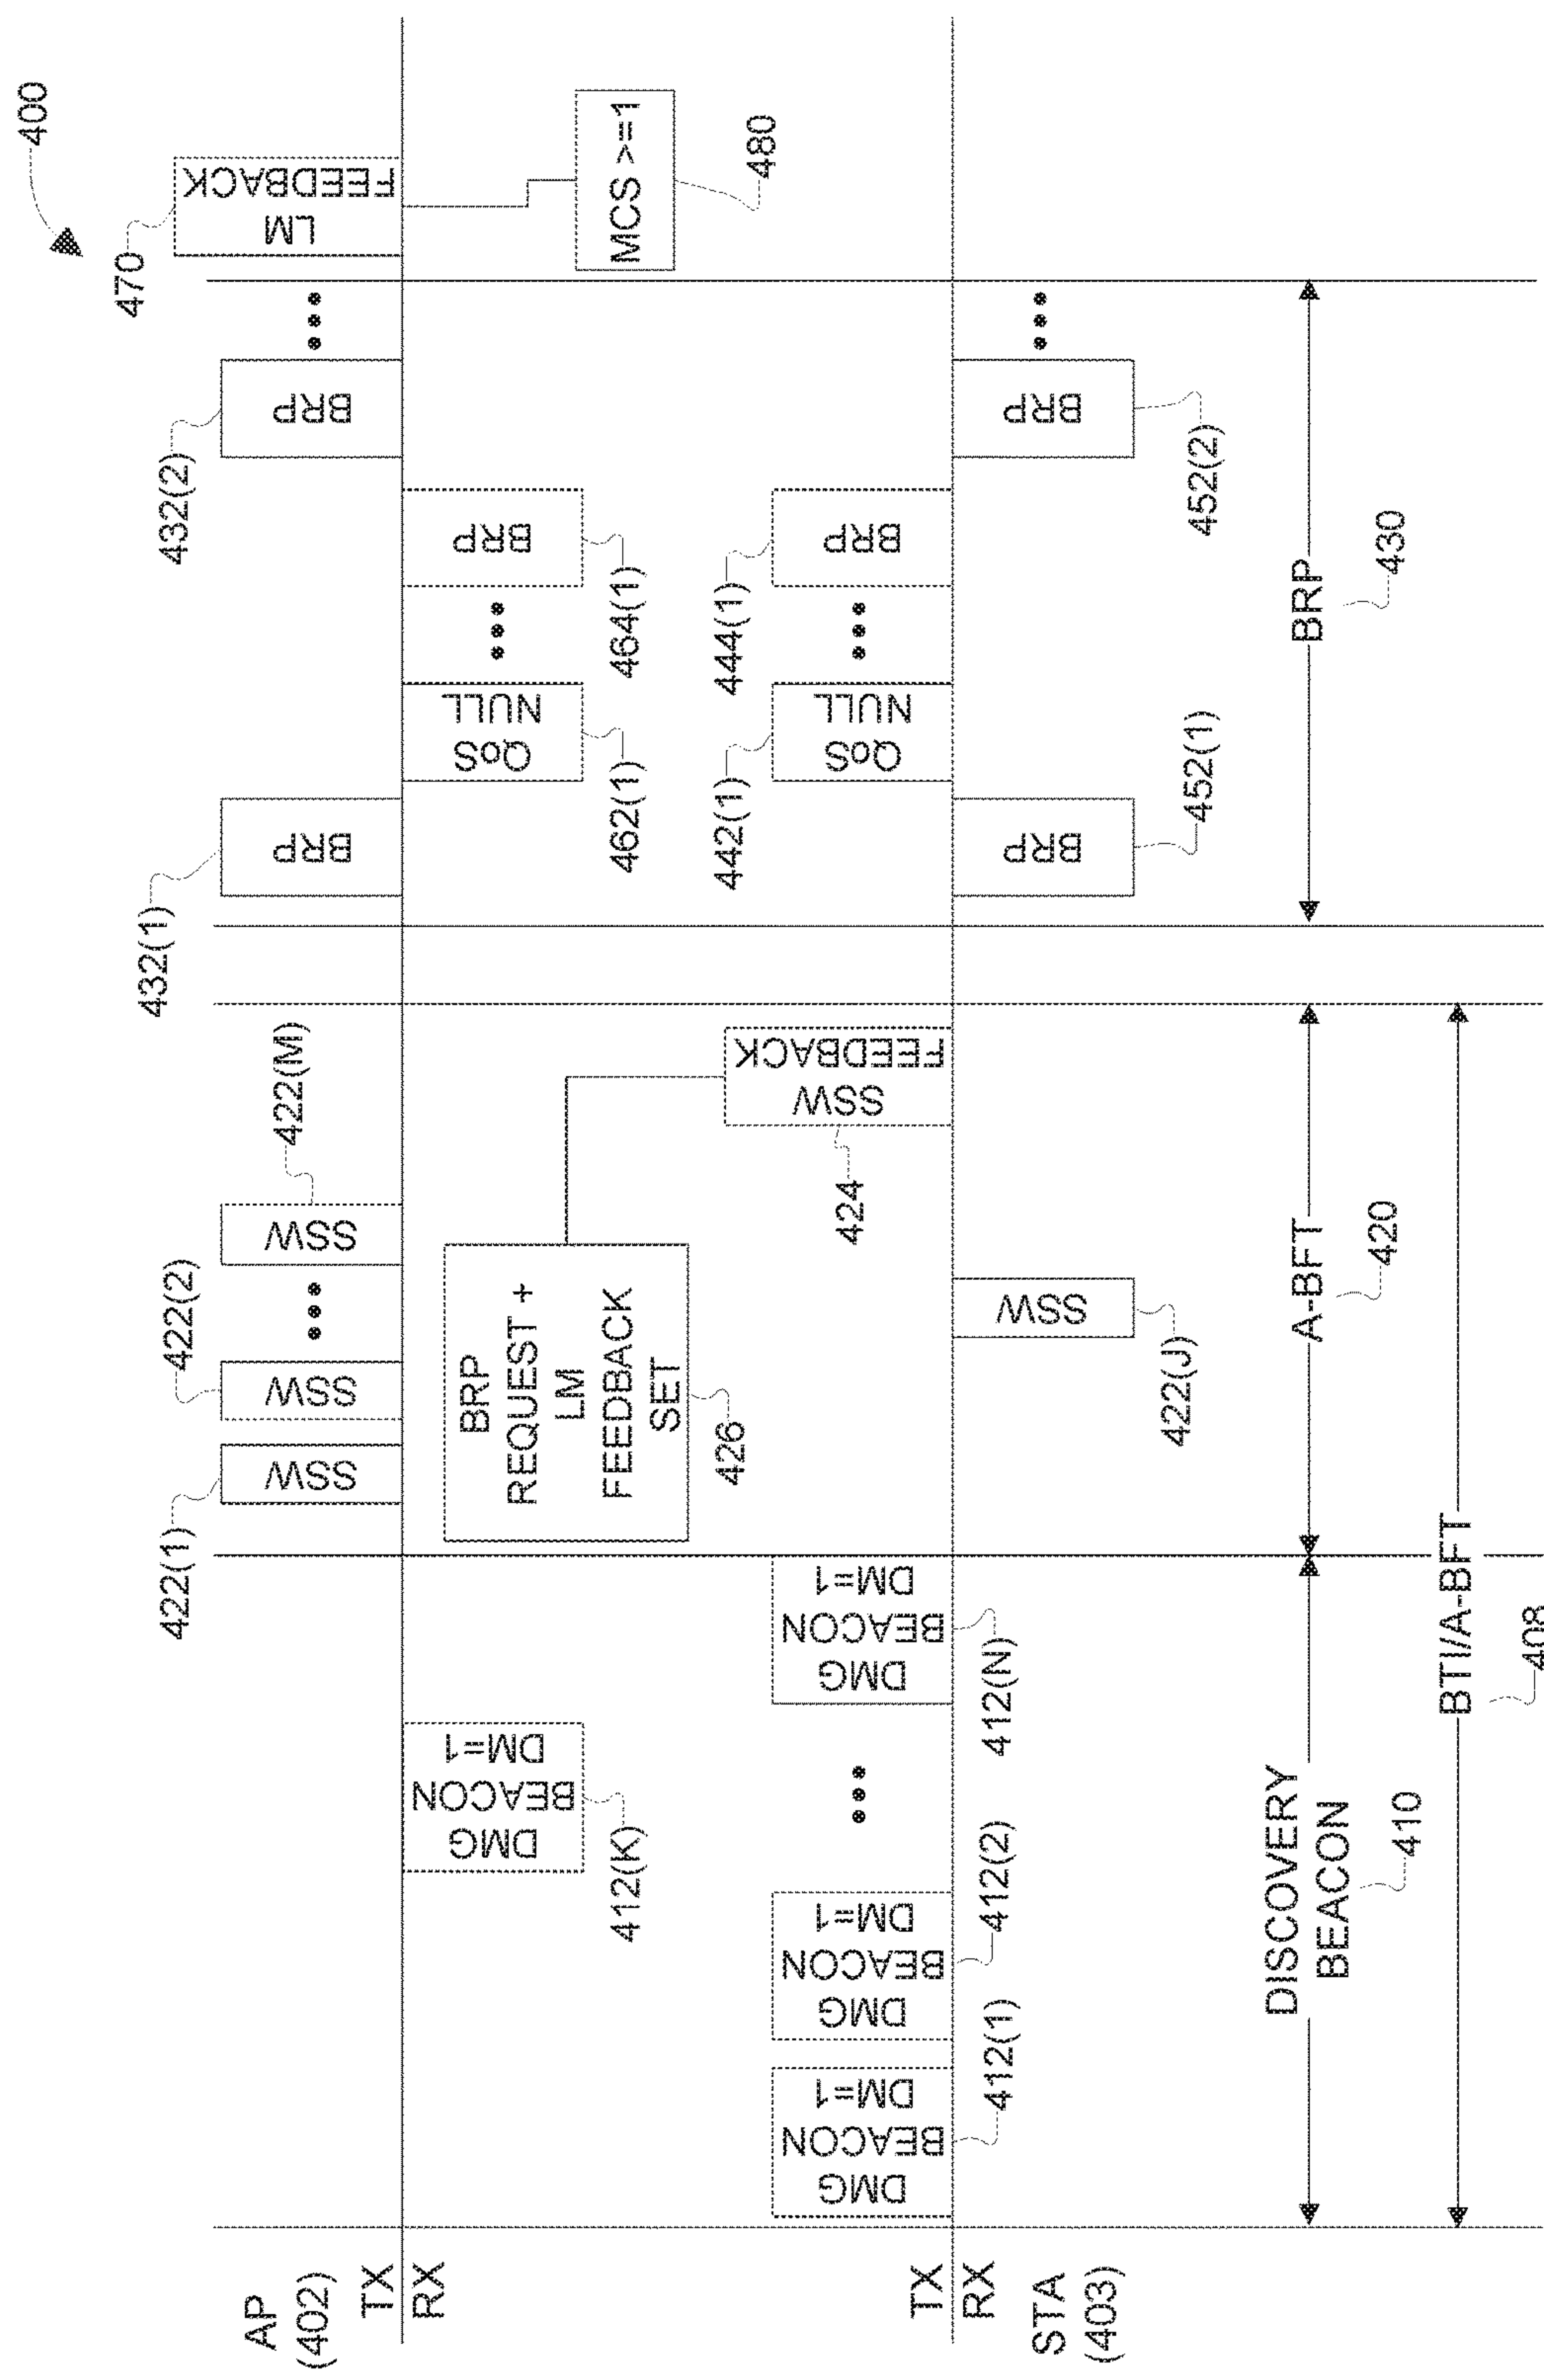 400
AP
(402)
TX
RX
422(1)
SSW
422(2)
SSW
SSW
422(M)
432(1)
BRP
432(2)
BRP
470
LM
FEEDBACK
MCS >=1
480
412(K)
DMG
BEACON
DM=1
BRP
REQUEST +
LM
FEEDBACK
SET
426
462(1)
QoS
NULL
464(1)
BRP
TX
RX
STA
(403)
DMG
BEACON
DM=1
412(1)
DMG
BEACON
DM=1
412(2)
DMG
BEACON
DM=1
412(N)
SSW
FEEDBACK
424
442(1)
QoS
NULL
444(1)
BRP
SSW
422(J)
BRP
452(1)
BRP
452(2)
DISCOVERY
BEACON
410
A-BFT
420
BRP
430
BTI/A-BFT
408